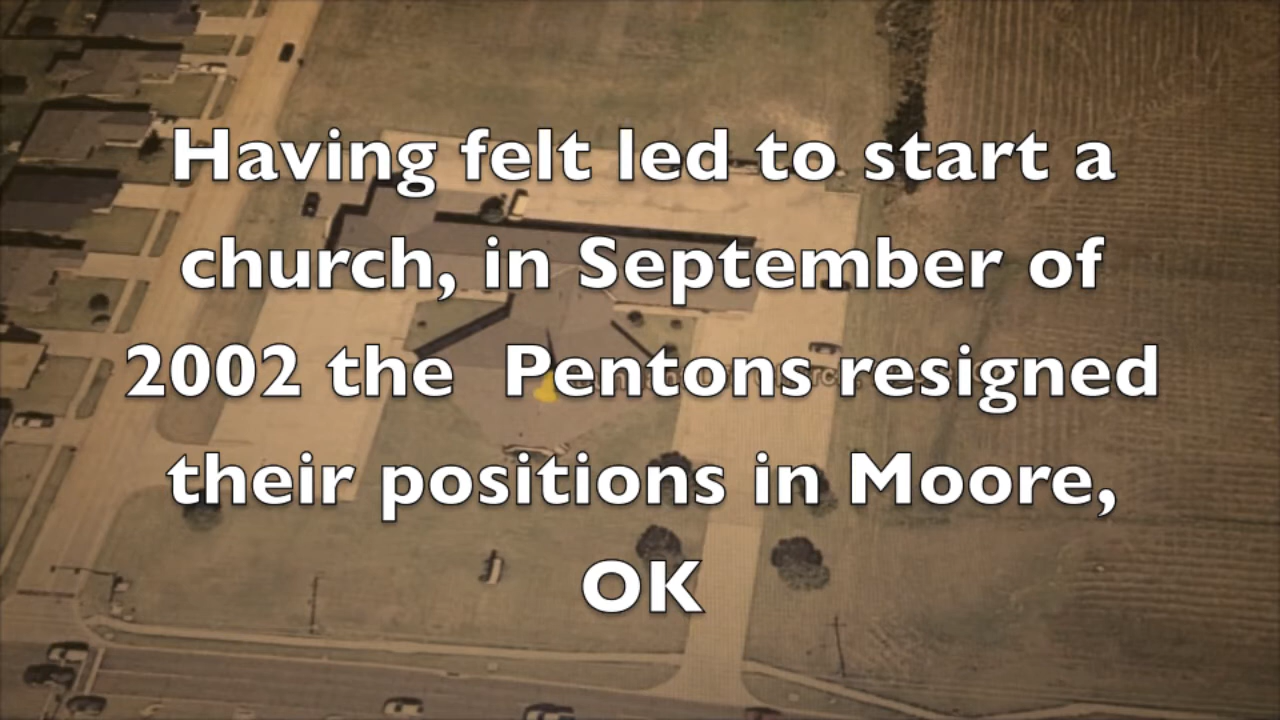 Having felt led to start a
church, in September of
2002 the  Pentons resigned
their positions in Moore,
OK